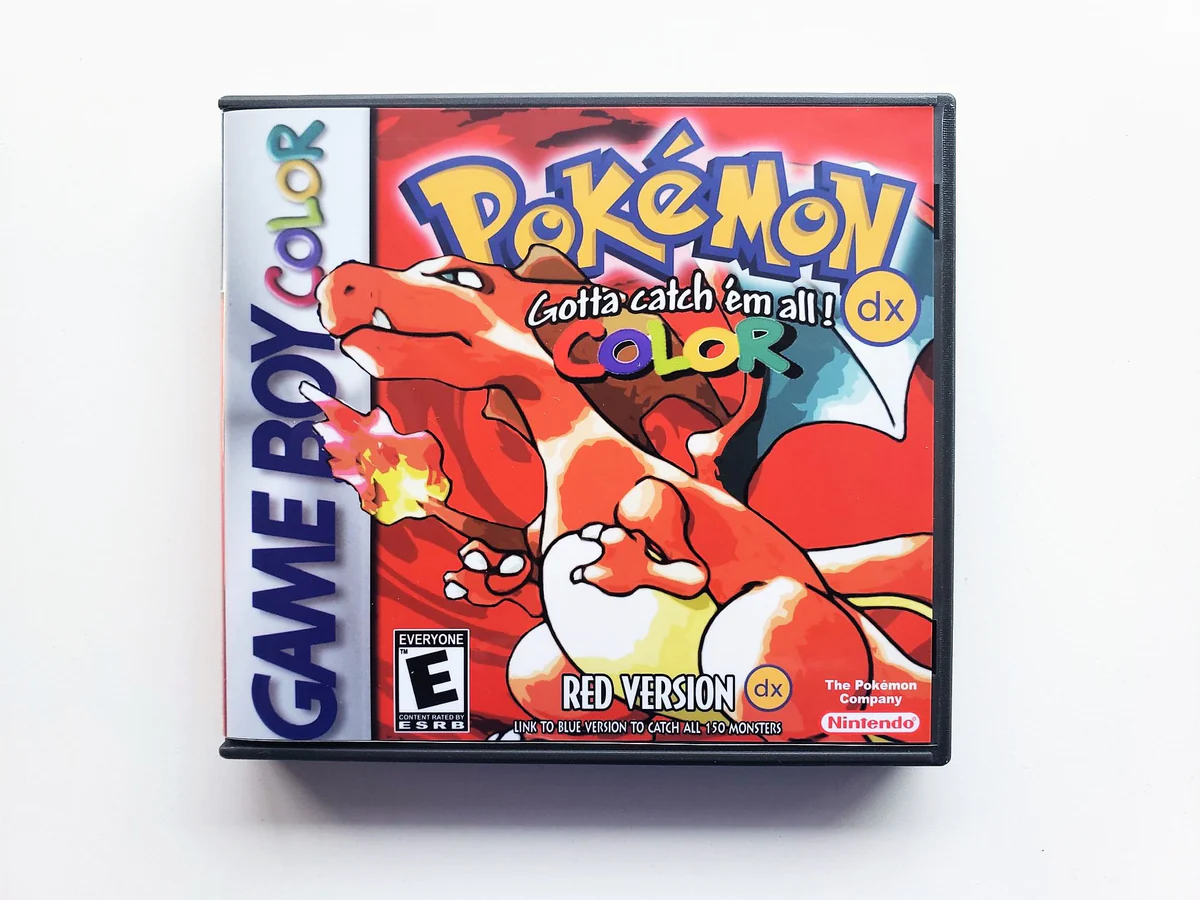 GAME BOY COLOR
POKéMON
dx
Gotta catch 'em all!
COLOR
EVERYONE
TM
E
CONTENT RATED BY
ESRB
RED VERSION dx
LINK TO BLUE VERSION TO CATCH ALL 150 MONSTERS
The Pokémon
Company
Nintendo®